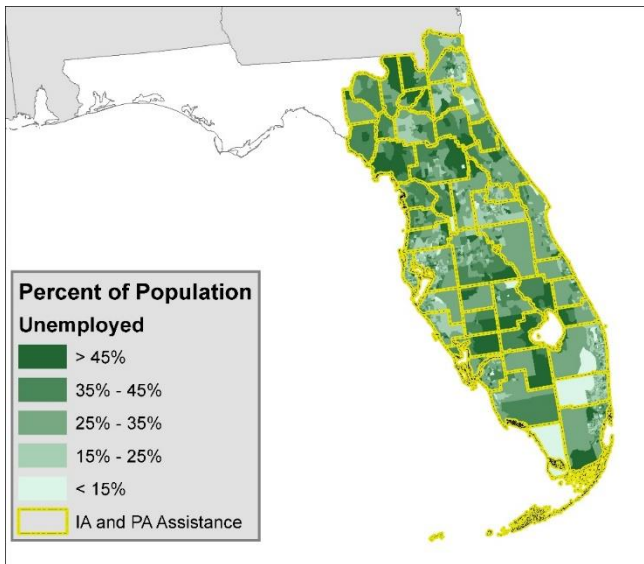 Percent of Population
Unemployed
> 45%
35% - 45%
25% - 35%
15% - 25%
< 15%
IA and PA Assistance